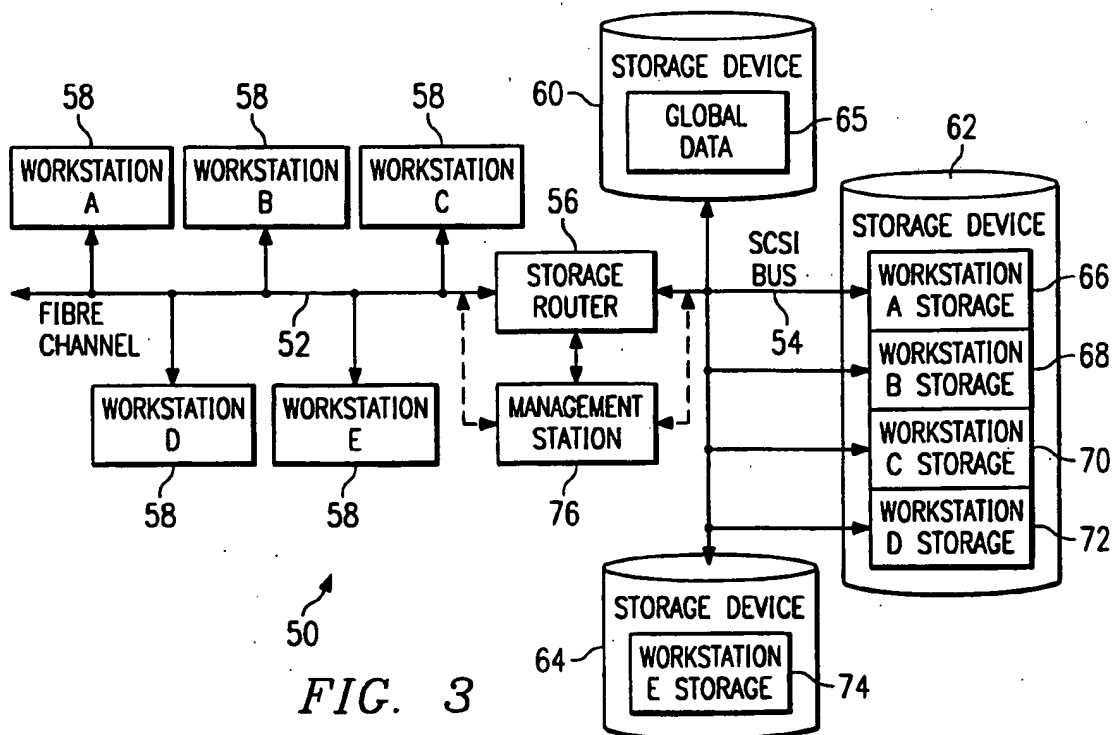 STORAGE DEVICE
60
GLOBAL
DATA
65
58
58
58
62
WORKSTATION
A
WORKSTATION
B
WORKSTATION
C
56
STORAGE DEVICE
STORAGE
ROUTER
SCSI
BUS
54
WORKSTATION
A STORAGE
66
FIBRE
CHANNEL
52
WORKSTATION
B STORAGE
68
WORKSTATION
D
WORKSTATION
E
MANAGEMENT
STATION
WORKSTATION
C STORAGE
70
58
58
76
WORKSTATION
D STORAGE
72
STORAGE DEVICE
50
64
WORKSTATION
E STORAGE
74
FIG. 3